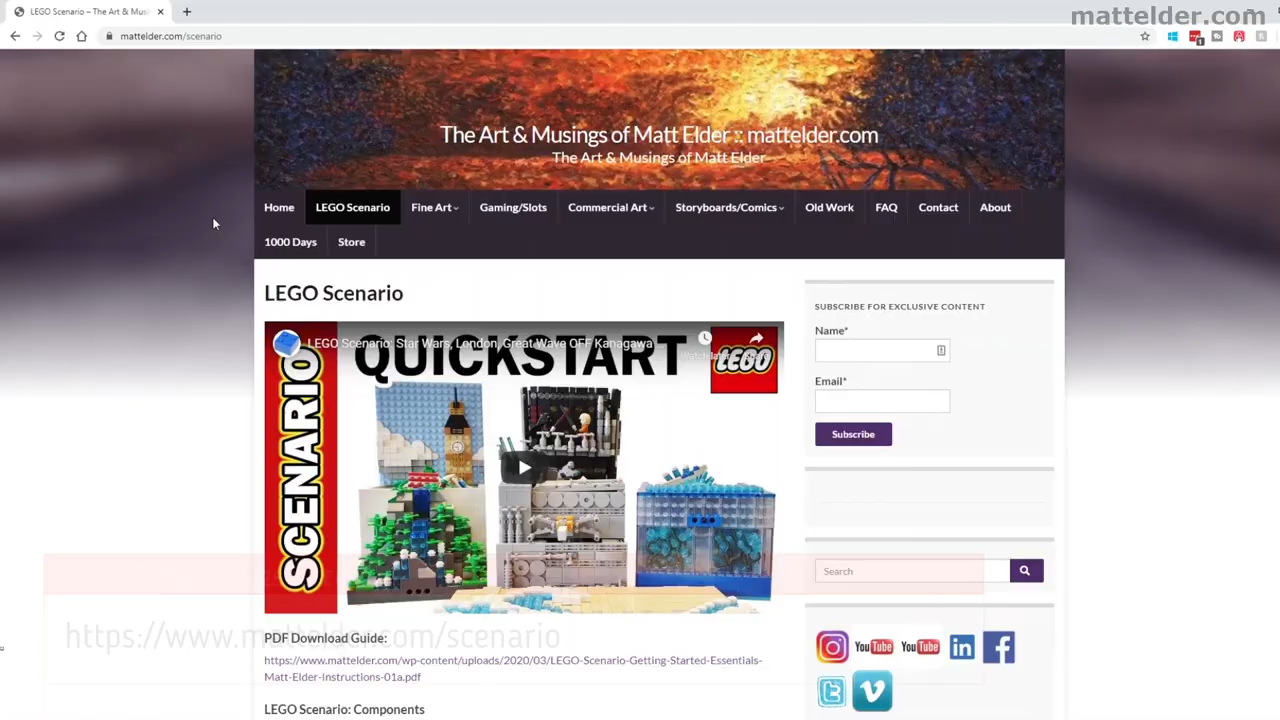 LEGO Scenario – The Art & Mus
mattelder.com
mattelder.com/scenario
The Art & Musings of Matt Elder :: mattelder.com
The Art & Musings of Matt Elder
Home
LEGO Scenario
Fine Art
Gaming/Slots
Commercial Art
Storyboards/Comics
Old Work
FAQ
Contact
About
1000 Days
Store
LEGO Scenario
LEGO Scenario: Star Wars, London, Great Wave OFF Kanagawa
Watch later
Share
QUICKSTART
LEGO
SCENARIO
PDF Download Guide:
https://www.mattelder.com/wp-content/uploads/2020/03/LEGO-Scenario-Getting-Started-Essentials-
Matt-Elder-Instructions-01a.pdf
LEGO Scenario: Components
https://www.mattelder.com/scenario
SUBSCRIBE FOR EXCLUSIVE CONTENT
Name*
Email*
Subscribe
Search
YouTube
YouTube